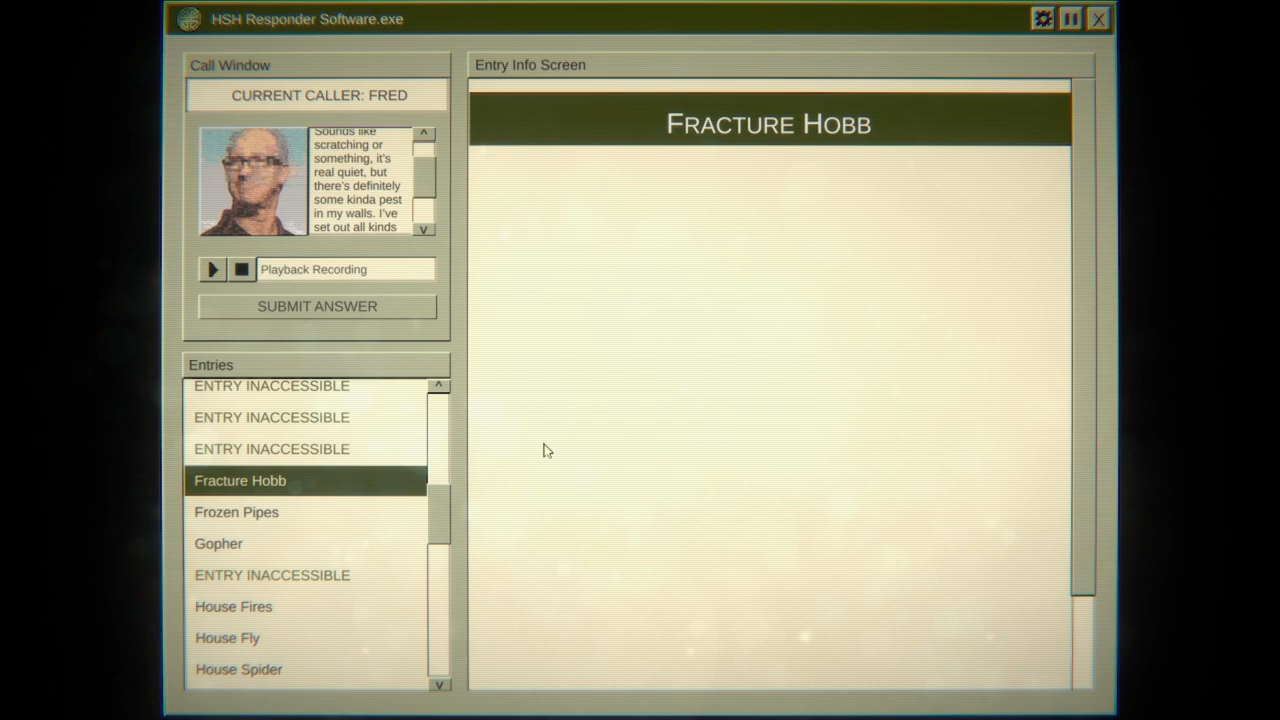 HSH Responder Software.exe
Call Window
CURRENT CALLER: FRED
Sounds like
scratching or
something, it's
real quiet, but
there's definitely
some kinda pest
in my walls. I've
set out all kinds
Playback Recording
SUBMIT ANSWER
Entries
ENTRY INACCESSIBLE
ENTRY INACCESSIBLE
ENTRY INACCESSIBLE
Fracture Hobb
Frozen Pipes
Gopher
ENTRY INACCESSIBLE
House Fires
House Fly
House Spider
Entry Info Screen
FRACTURE HOBB